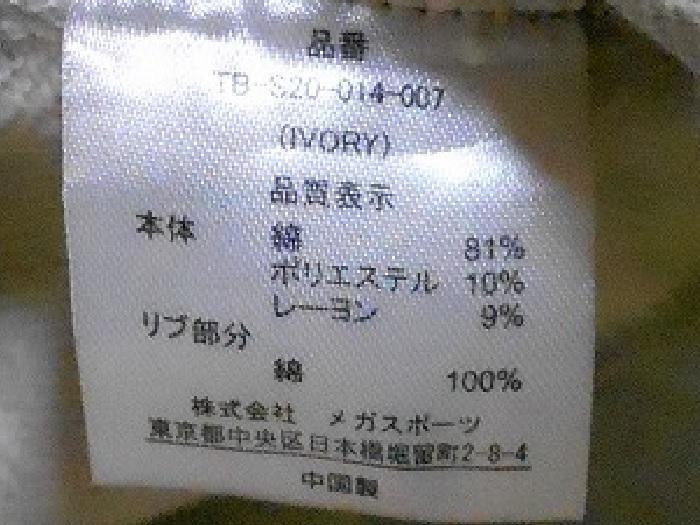 品番
TB-S20-014-007
(IVORY)
品質表示
本体 綿 81%
ポリエステル 10%
レーヨン 9%
リブ部分
綿 100%
株式会社 メガスポーツ
東京都中央区日本橋堀留町2-8-4
中国製